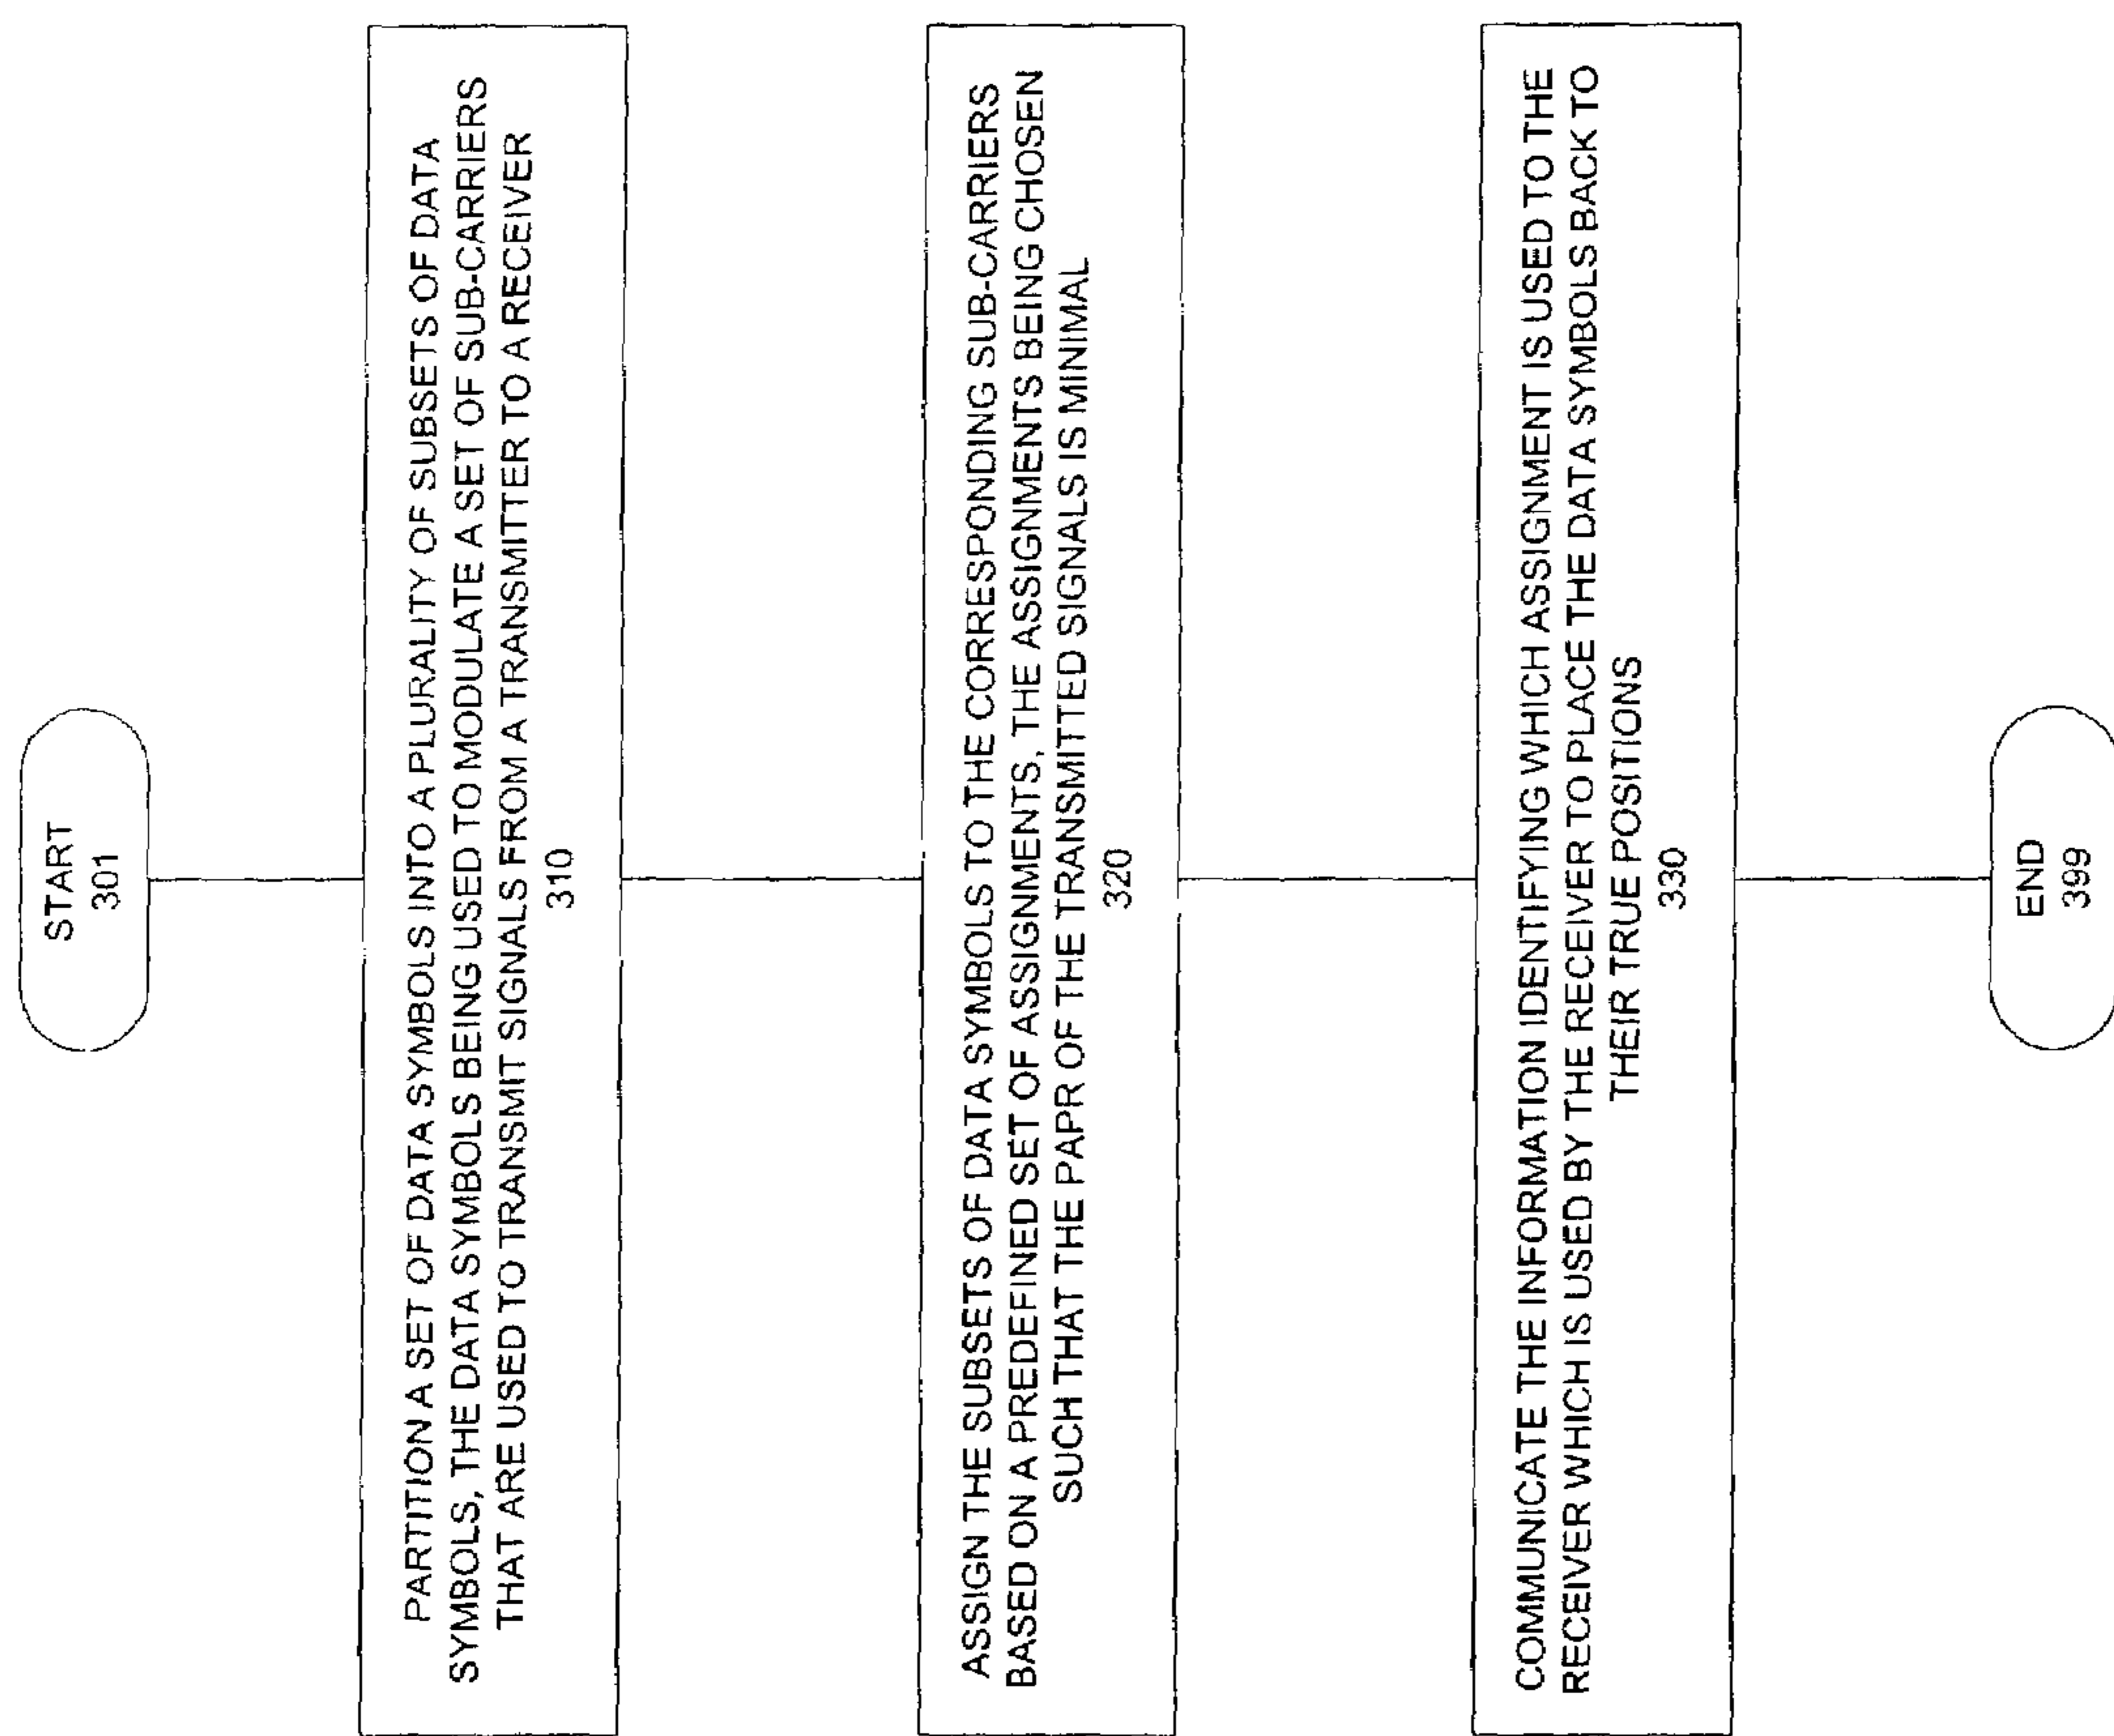 START
301
PARTITION A SET OF DATA SYMBOLS INTO A PLURALITY OF SUBSETS OF DATA
SYMBOLS, THE DATA SYMBOLS BEING USED TO MODULATE A SET OF SUB-CARRIERS
THAT ARE USED TO TRANSMIT SIGNALS FROM A TRANSMITTER TO A RECEIVER
310
ASSIGN THE SUBSETS OF DATA SYMBOLS TO THE CORRESPONDING SUB-CARRIERS
BASED ON A PREDEFINED SET OF ASSIGNMENTS, THE ASSIGNMENTS BEING CHOSEN
SUCH THAT THE PAPR OF THE TRANSMITTED SIGNALS IS MINIMAL
320
COMMUNICATE THE INFORMATION IDENTIFYING WHICH ASSIGNMENT IS USED TO THE
RECEIVER WHICH IS USED BY THE RECEIVER TO PLACE THE DATA SYMBOLS BACK TO
THEIR TRUE POSITIONS
330
END
399